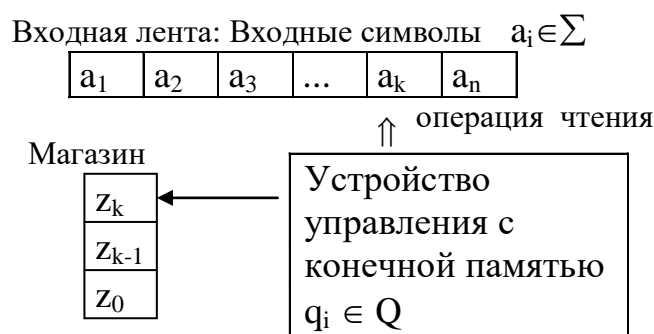 Входная лента: Входные символы aᵢ∈∑
a₁ a₂ a₃ ... aₖ aₙ
⇑ операция чтения
Магазин
zₖ
zₖ₋₁
z₀
Устройство
управления с
конечной памятью
qᵢ ∈ Q